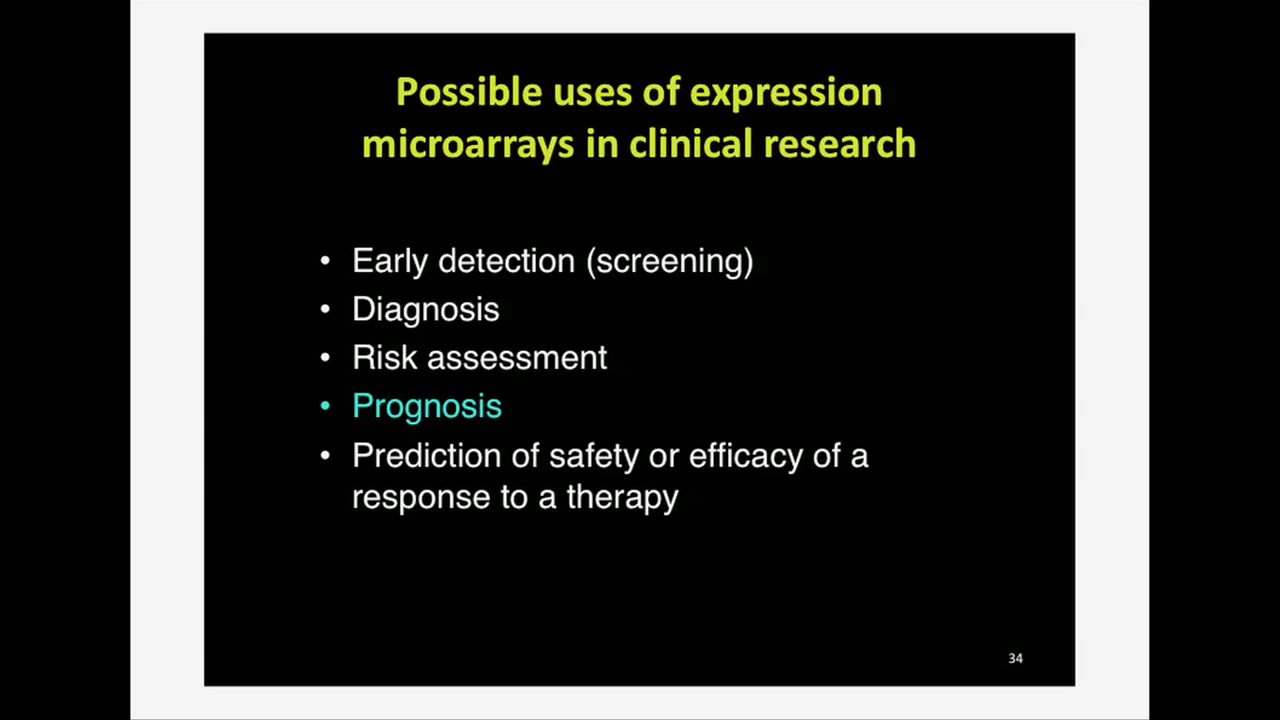 Possible uses of expression
microarrays in clinical research
• Early detection (screening)
• Diagnosis
• Risk assessment
• Prognosis
• Prediction of safety or efficacy of a
response to a therapy
34